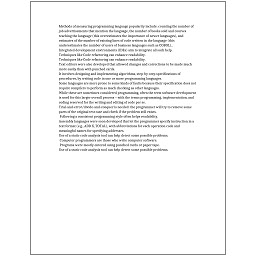 Methods of measuring programming language popularity include: counting the number of
job advertisements that mention the language, the number of books sold and courses
teaching the language (this overestimates the importance of newer languages), and
estimates of the number of existing lines of code written in the language (this
underestimates the number of users of business languages such as COBOL).
Integrated development environments (IDEs) aim to integrate all such help.
Techniques like Code refactoring can enhance readability.
Techniques like Code refactoring can enhance readability.
Text editors were also developed that allowed changes and corrections to be made much
more easily than with punched cards.
It involves designing and implementing algorithms, step-by-step specifications of
procedures, by writing code in one or more programming languages.
Some languages are more prone to some kinds of faults because their specification does not
require compilers to perform as much checking as other languages.
While these are sometimes considered programming, often the term software development
is used for this larger overall process – with the terms programming, implementation, and
coding reserved for the writing and editing of code per se.
Trial-and-error/divide-and-conquer is needed: the programmer will try to remove some
parts of the original test case and check if the problem still exists.
Following a consistent programming style often helps readability.
Assembly languages were soon developed that let the programmer specify instruction in a
text format (e.g., ADD X, TOTAL), with abbreviations for each operation code and
meaningful names for specifying addresses.
Use of a static code analysis tool can help detect some possible problems.
Computer programmers are those who write computer software.
Programs were mostly entered using punched cards or paper tape.
Use of a static code analysis tool can help detect some possible problems.